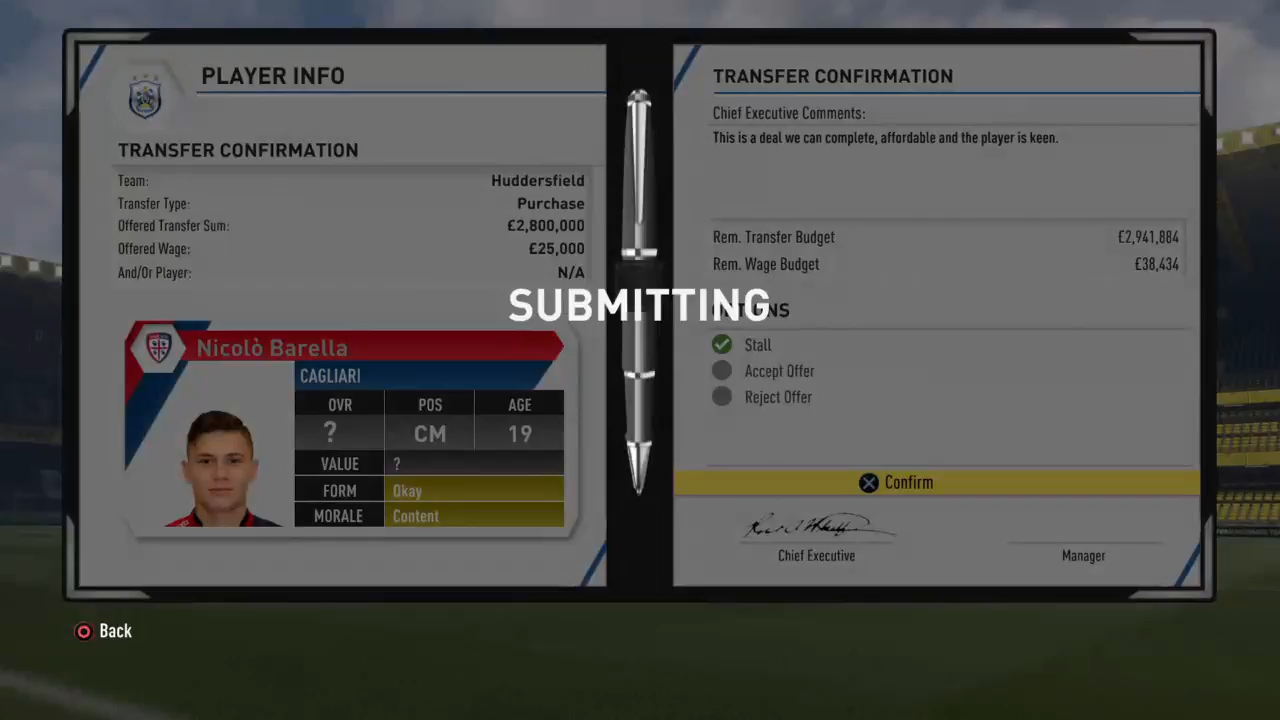 PLAYER INFO
TRANSFER CONFIRMATION
Team: Huddersfield
Transfer Type: Purchase
Offered Transfer Sum: £2,800,000
Offered Wage: £25,000
And/Or Player: N/A
Nicolò Barella
CAGLIARI
OVR POS AGE
? CM 19
VALUE ?
FORM Okay
MORALE Content
SUBMITTING
TRANSFER CONFIRMATION
Chief Executive Comments:
This is a deal we can complete, affordable and the player is keen.
Rem. Transfer Budget £2,941,884
Rem. Wage Budget £38,434
Stall
Accept Offer
Reject Offer
Confirm
Chief Executive Manager
Back